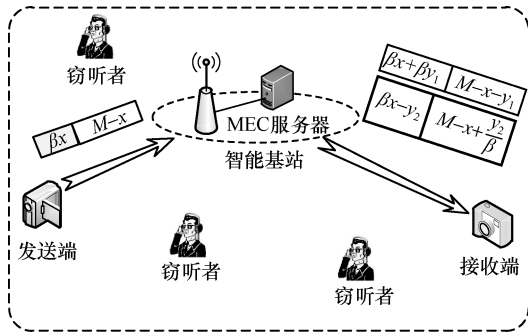 窃听者
βx+βy₁ M-x-y₁
βx-y₂ M-x+y₂/β
βx M-x
MEC服务器
智能基站
发送端
窃听者
窃听者
接收端